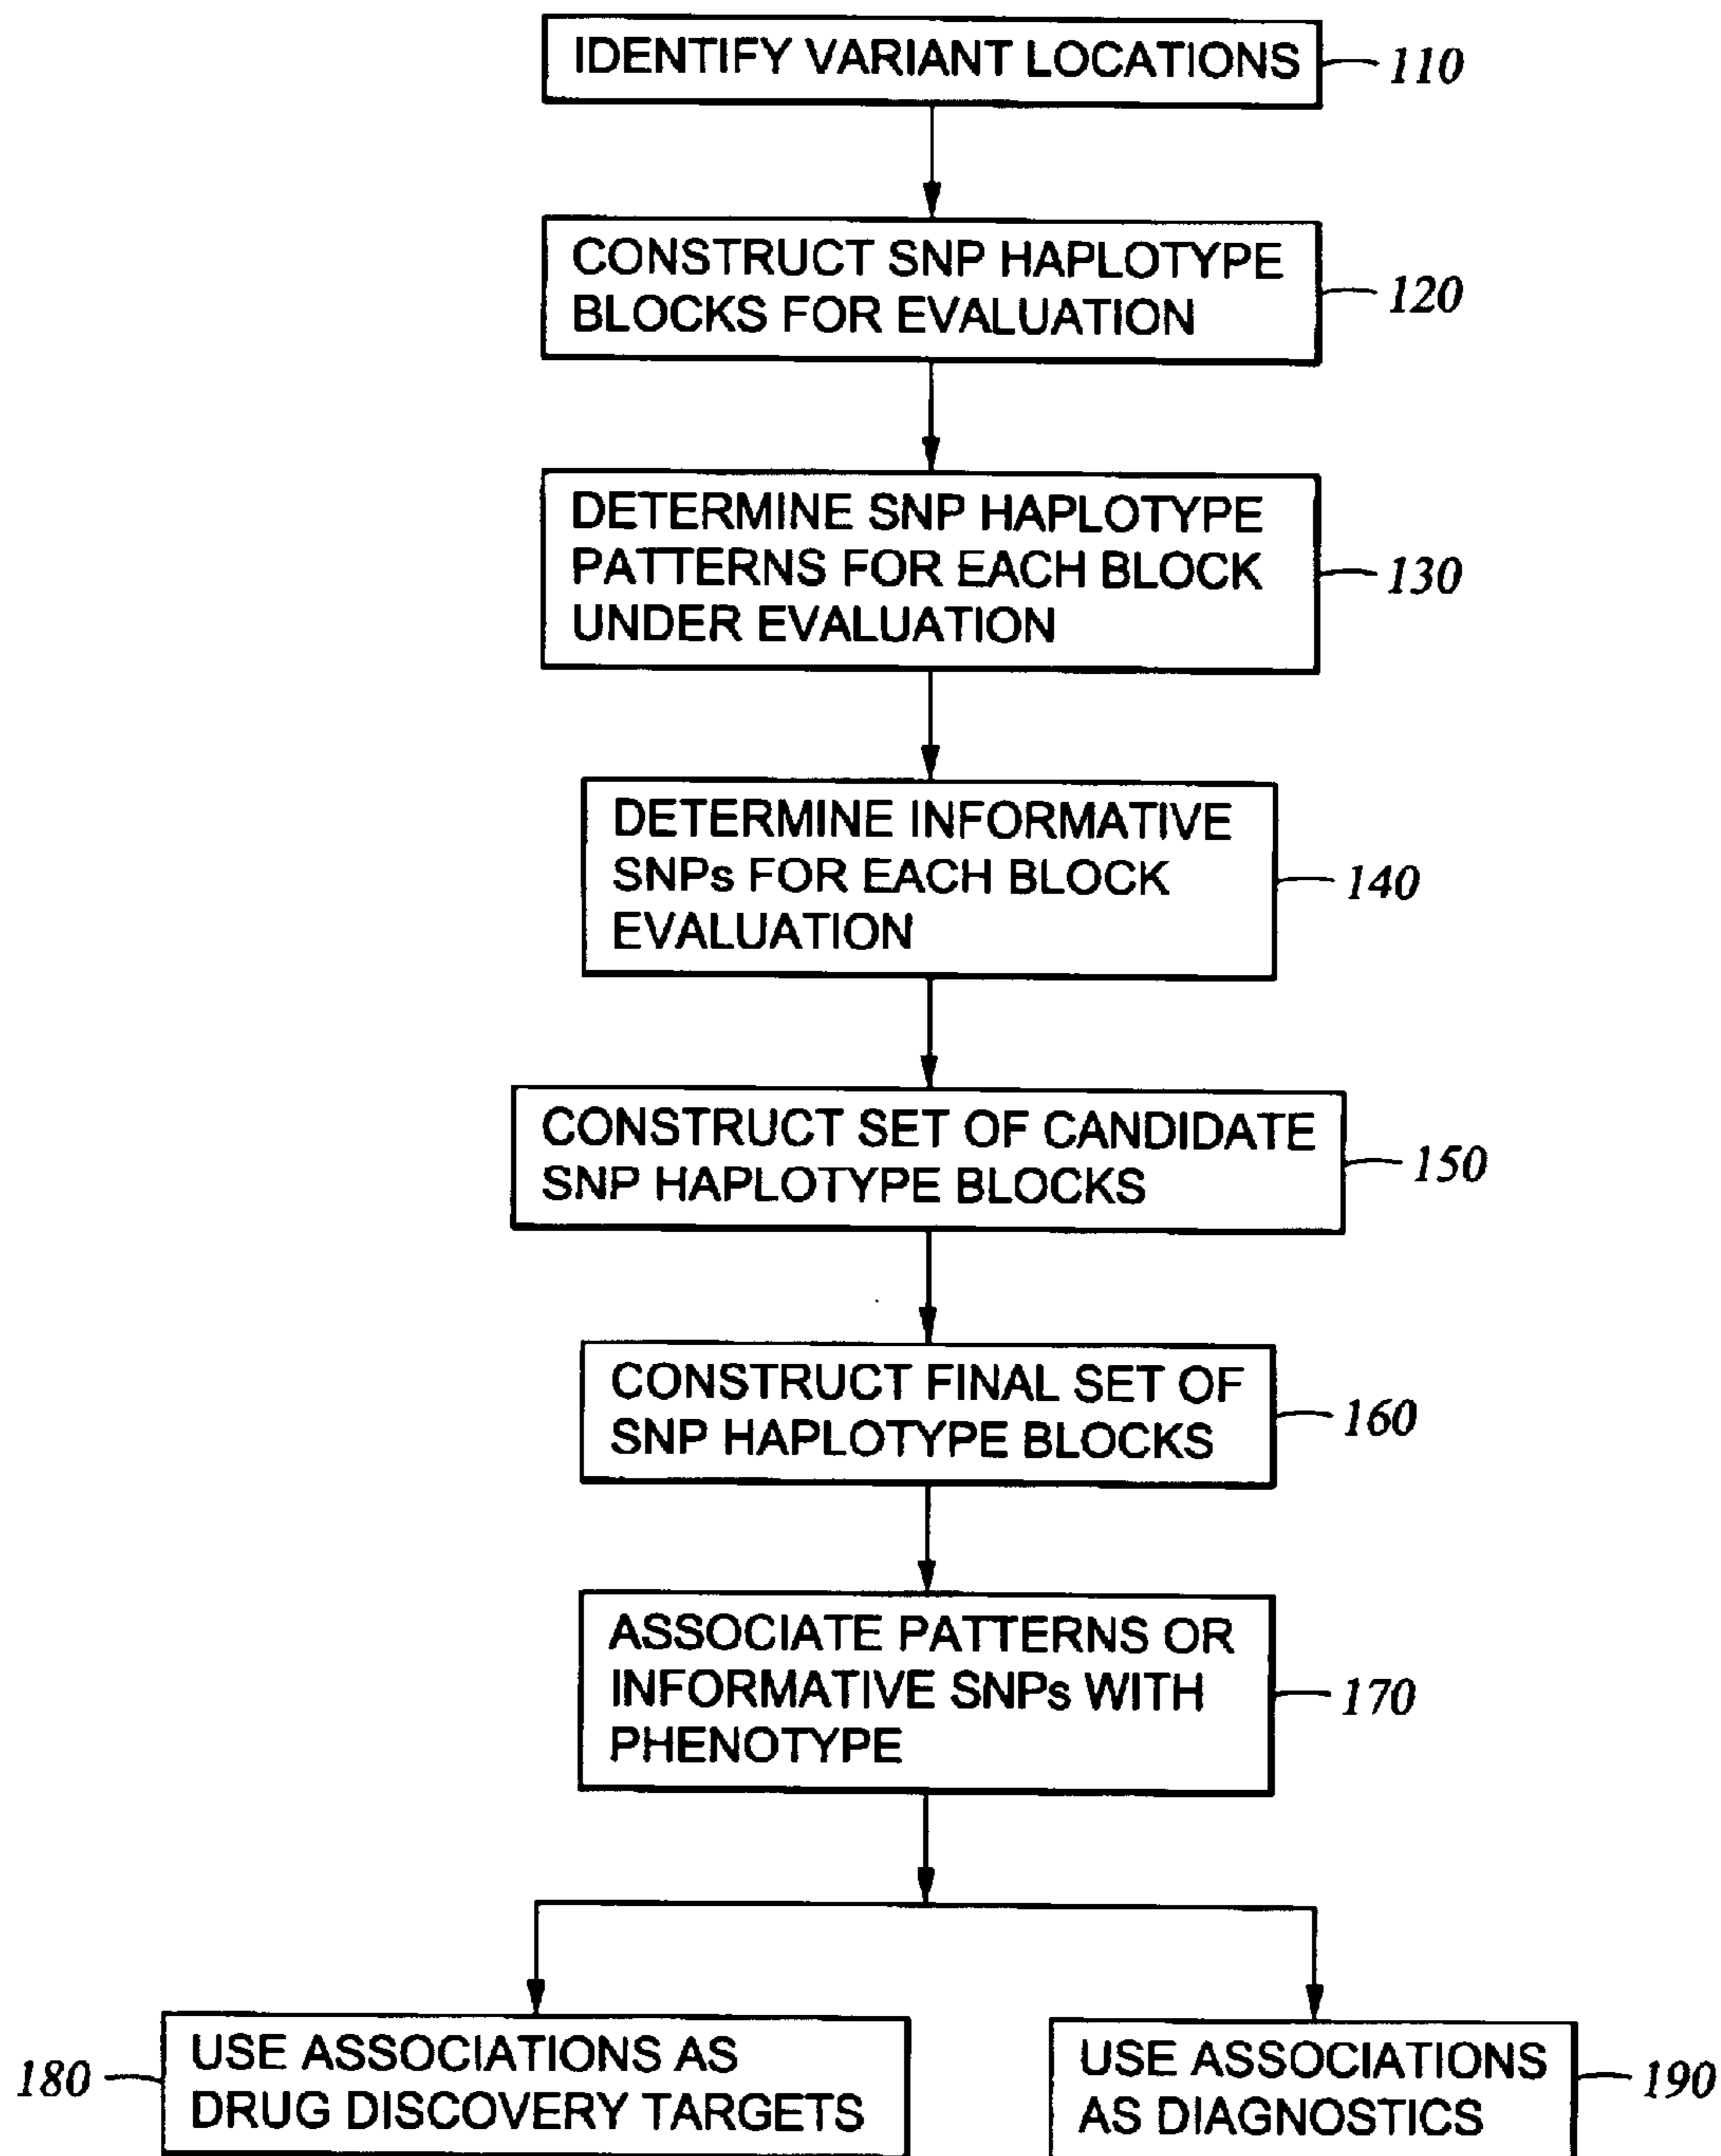 IDENTIFY VARIANT LOCATIONS
110
CONSTRUCT SNP HAPLOTYPE
BLOCKS FOR EVALUATION
120
DETERMINE SNP HAPLOTYPE
PATTERNS FOR EACH BLOCK
UNDER EVALUATION
130
DETERMINE INFORMATIVE
SNPs FOR EACH BLOCK
EVALUATION
140
CONSTRUCT SET OF CANDIDATE
SNP HAPLOTYPE BLOCKS
150
CONSTRUCT FINAL SET OF
SNP HAPLOTYPE BLOCKS
160
ASSOCIATE PATTERNS OR
INFORMATIVE SNPs WITH
PHENOTYPE
170
180
USE ASSOCIATIONS AS
DRUG DISCOVERY TARGETS
USE ASSOCIATIONS
AS DIAGNOSTICS
190